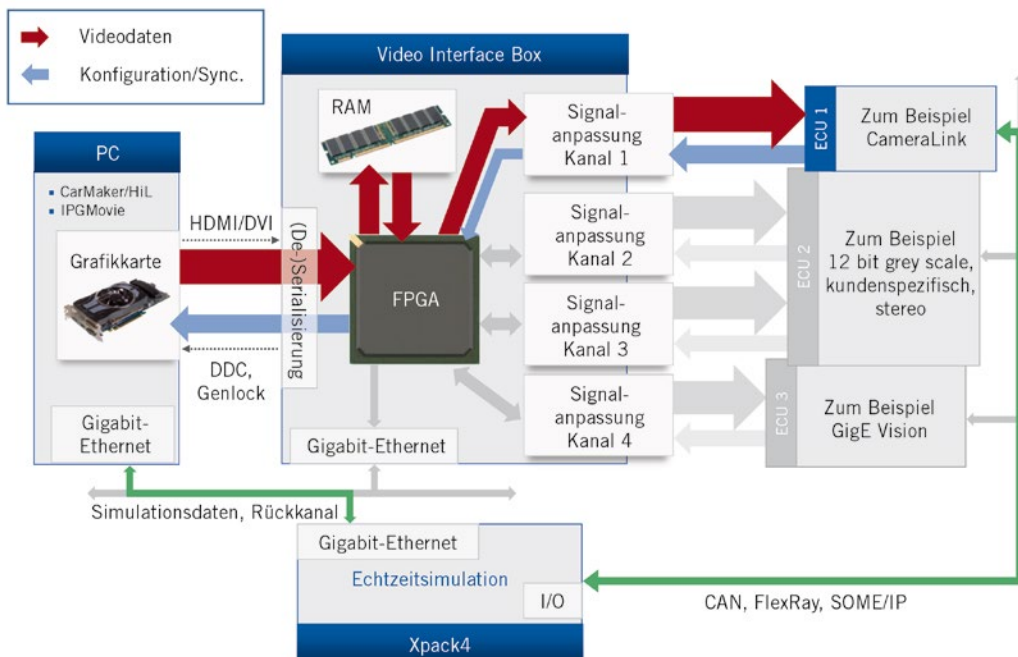 Videodaten
Konfiguration/Sync.
Video Interface Box
RAM
Signal-
anpassung
Kanal 1
ECU 1
Zum Beispiel
CameraLink
PC
CarMaker/HiL
IPGMovie
HDMI/DVI
Grafikkarte
(De-)Serialisierung
FPGA
DDC,
Genlock
Signal-
anpassung
Kanal 2
Signal-
anpassung
Kanal 3
ECU 2
Zum Beispiel
12 bit grey scale,
kundenspezifisch,
stereo
Signal-
anpassung
Kanal 4
ECU 3
Zum Beispiel
GigE Vision
Gigabit-
Ethernet
Gigabit-Ethernet
Simulationsdaten, Rückkanal
Gigabit-Ethernet
Echtzeitsimulation
I/O
Xpack4
CAN, FlexRay, SOME/IP